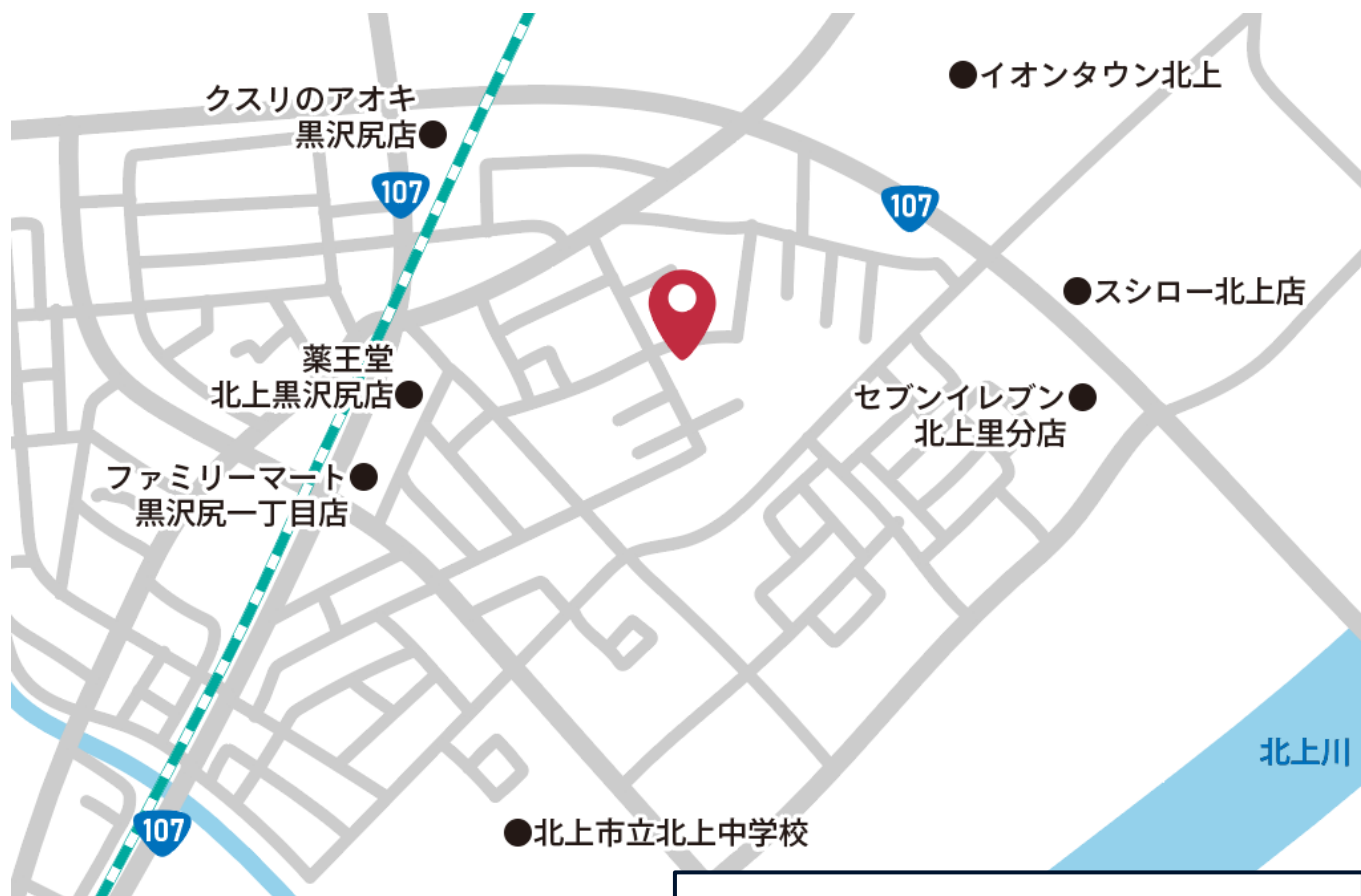 ●イオンタウン北上
クスリのアオキ
黒沢尻店●
107
107
●スシロー北上店
薬王堂
北上黒沢尻店●
セブンイレブン●
北上里分店
ファミリーマート●
黒沢尻一丁目店
北上川
107
●北上市立北上中学校